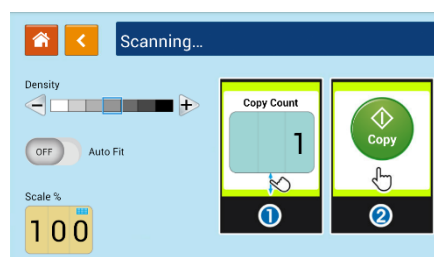 Scanning...
Density
OFF Auto Fit
Scale %
100
Copy Count
1
Copy
1
2